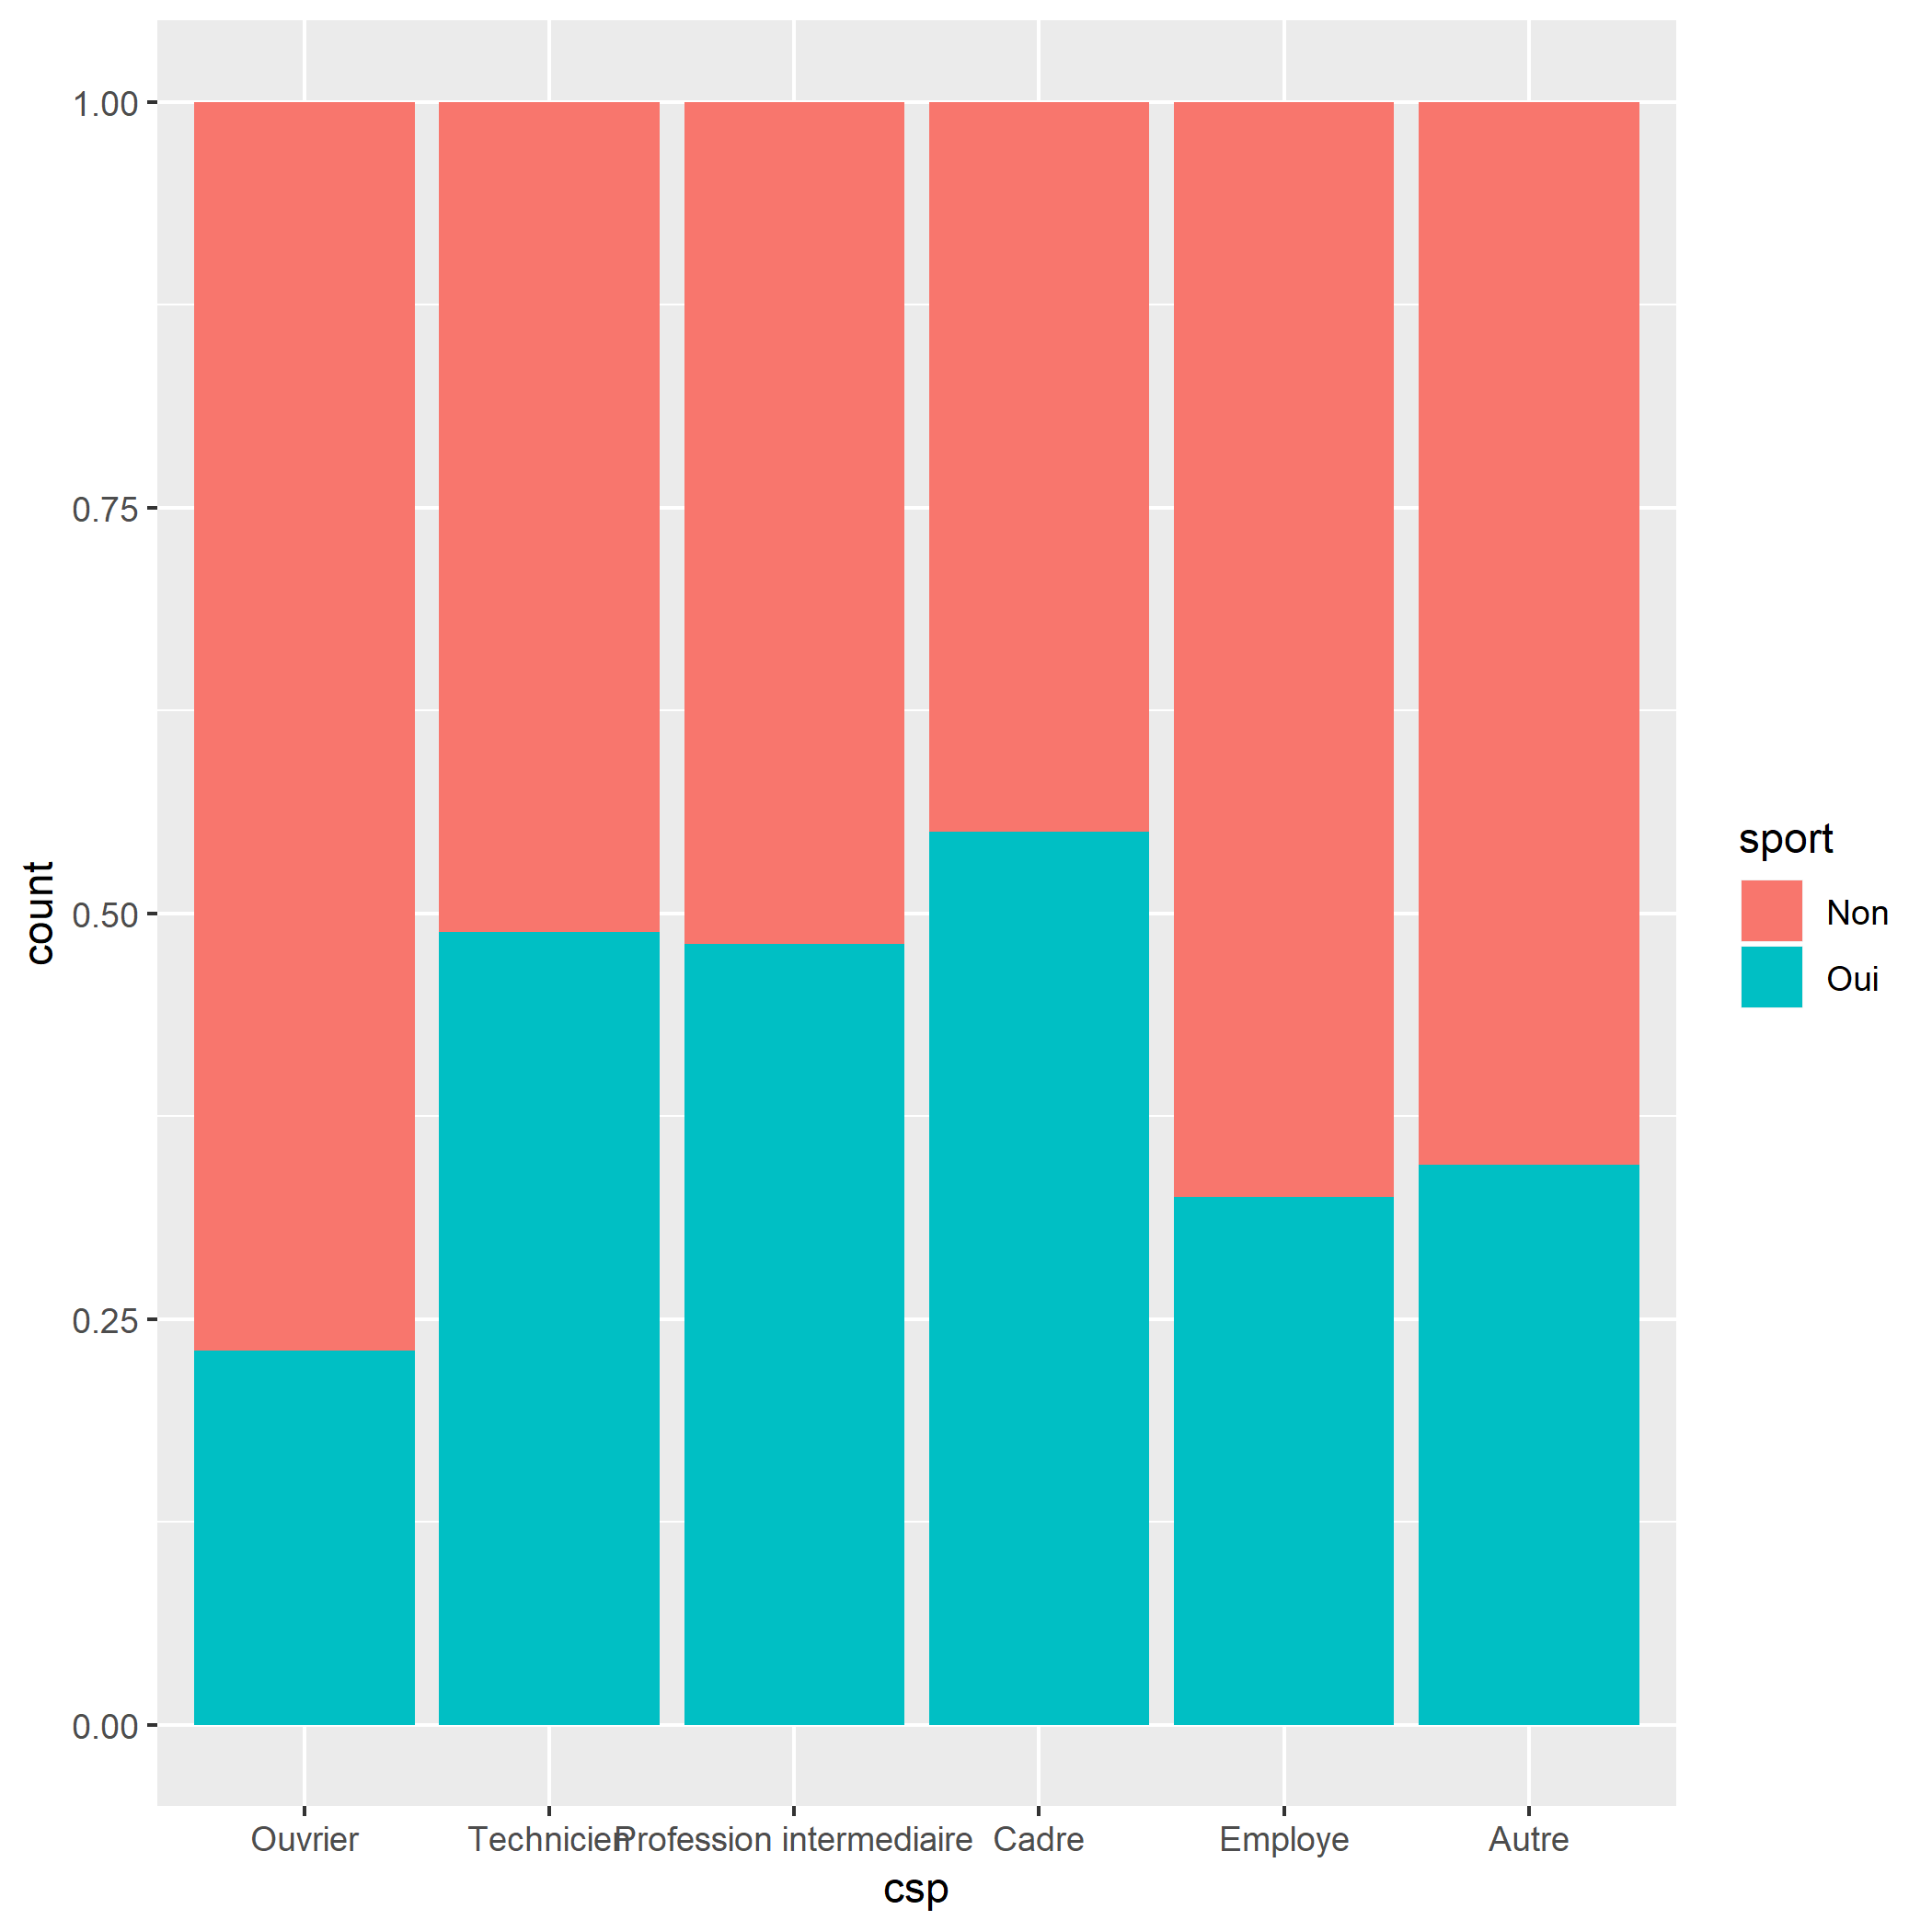 1.00
0.75
0.50
0.25
0.00
count
Ouvrier
Technicien
Profession intermediaire
Cadre
Employe
Autre
csp
sport
Non
Oui